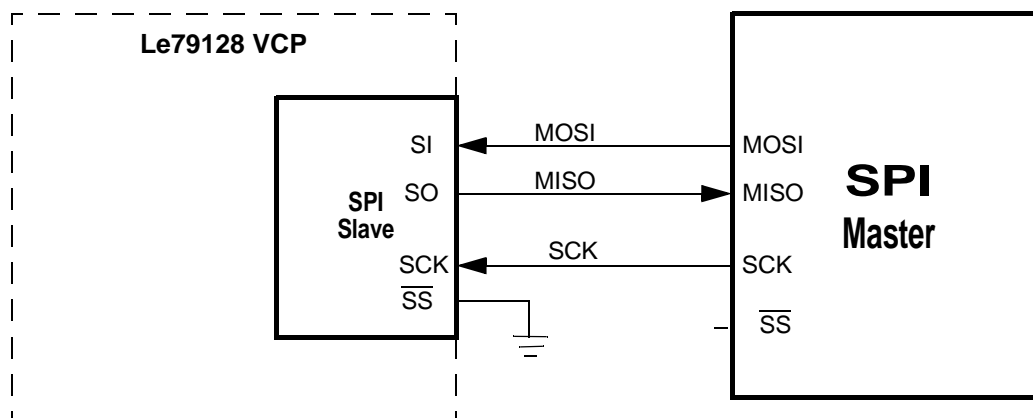 Le79128 VCP
SI
SO
SPI
Slave
SCK
SS
MOSI
MISO
SCK
MOSI
MISO
SPI
Master
SCK
SS